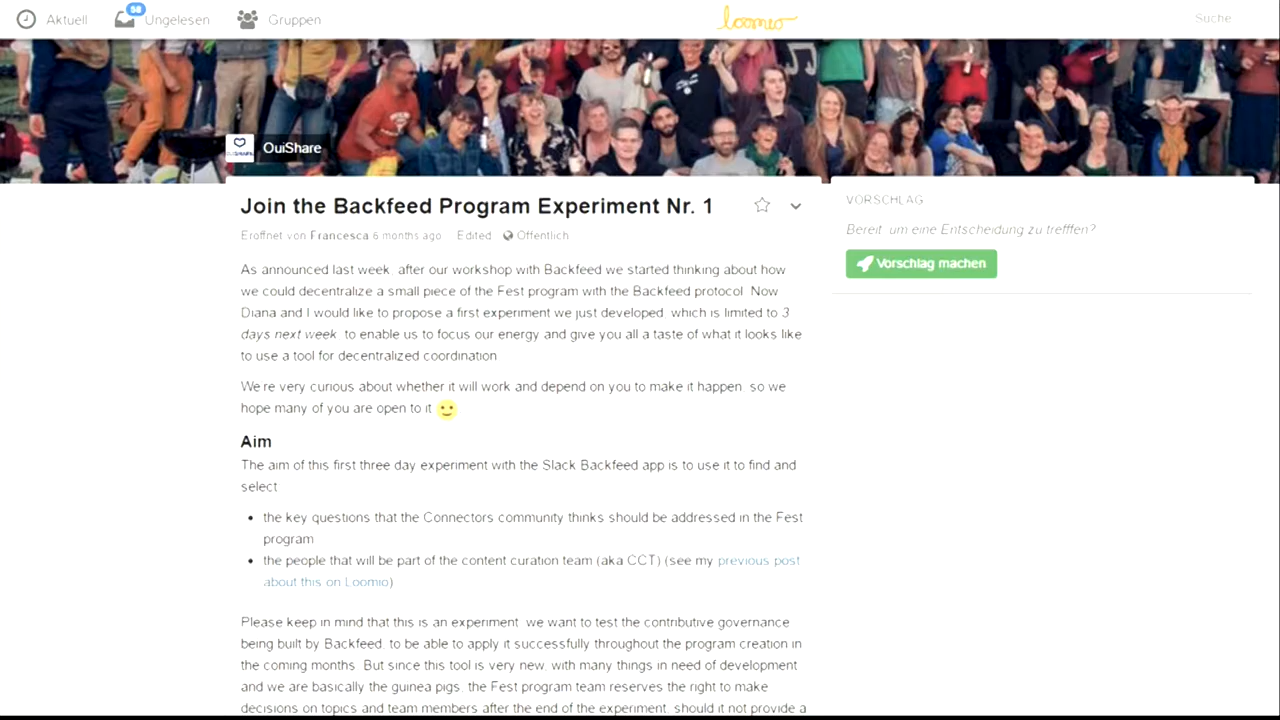 Aktuell
58
Ungelesen
Gruppen
loomio
Suche
OuiShare
Join the Backfeed Program Experiment Nr. 1
Eröffnet von Francesca 6 months ago Edited Öffentlich
As announced last week, after our workshop with Backfeed we started thinking about how
we could decentralize a small piece of the Fest program with the Backfeed protocol. Now
Diana and I would like to propose a first experiment we just developed, which is limited to 3
days next week, to enable us to focus our energy and give you all a taste of what it looks like
to use a tool for decentralized coordination.
We're very curious about whether it will work and depend on you to make it happen, so we
hope many of you are open to it 🙂
Aim
The aim of this first three day experiment with the Slack Backfeed app is to use it to find and
select
• the key questions that the Connectors community thinks should be addressed in the Fest
program
• the people that will be part of the content curation team (aka CCT) (see my previous post
about this on Loomio)
Please keep in mind that this is an experiment: we want to test the contributive governance
being built by Backfeed, to be able to apply it successfully throughout the program creation in
the coming months. But since this tool is very new, with many things in need of development
and we are basically the guinea pigs, the Fest program team reserves the right to make
decisions on topics and team members after the end of the experiment, should it not provide a
VORSCHLAG
Bereit, um eine Entscheidung zu trefffen?
Vorschlag machen